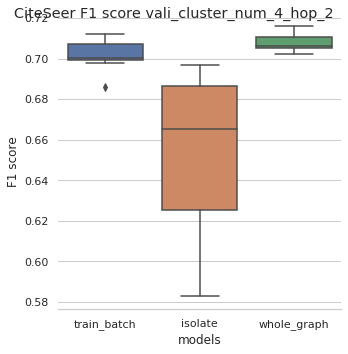 CiteSeer F1 score vali_cluster_num_4_hop_2
0.72
0.70
0.68
0.66
0.64
0.62
0.60
0.58
F1 score
train_batch
isolate
whole_graph
models